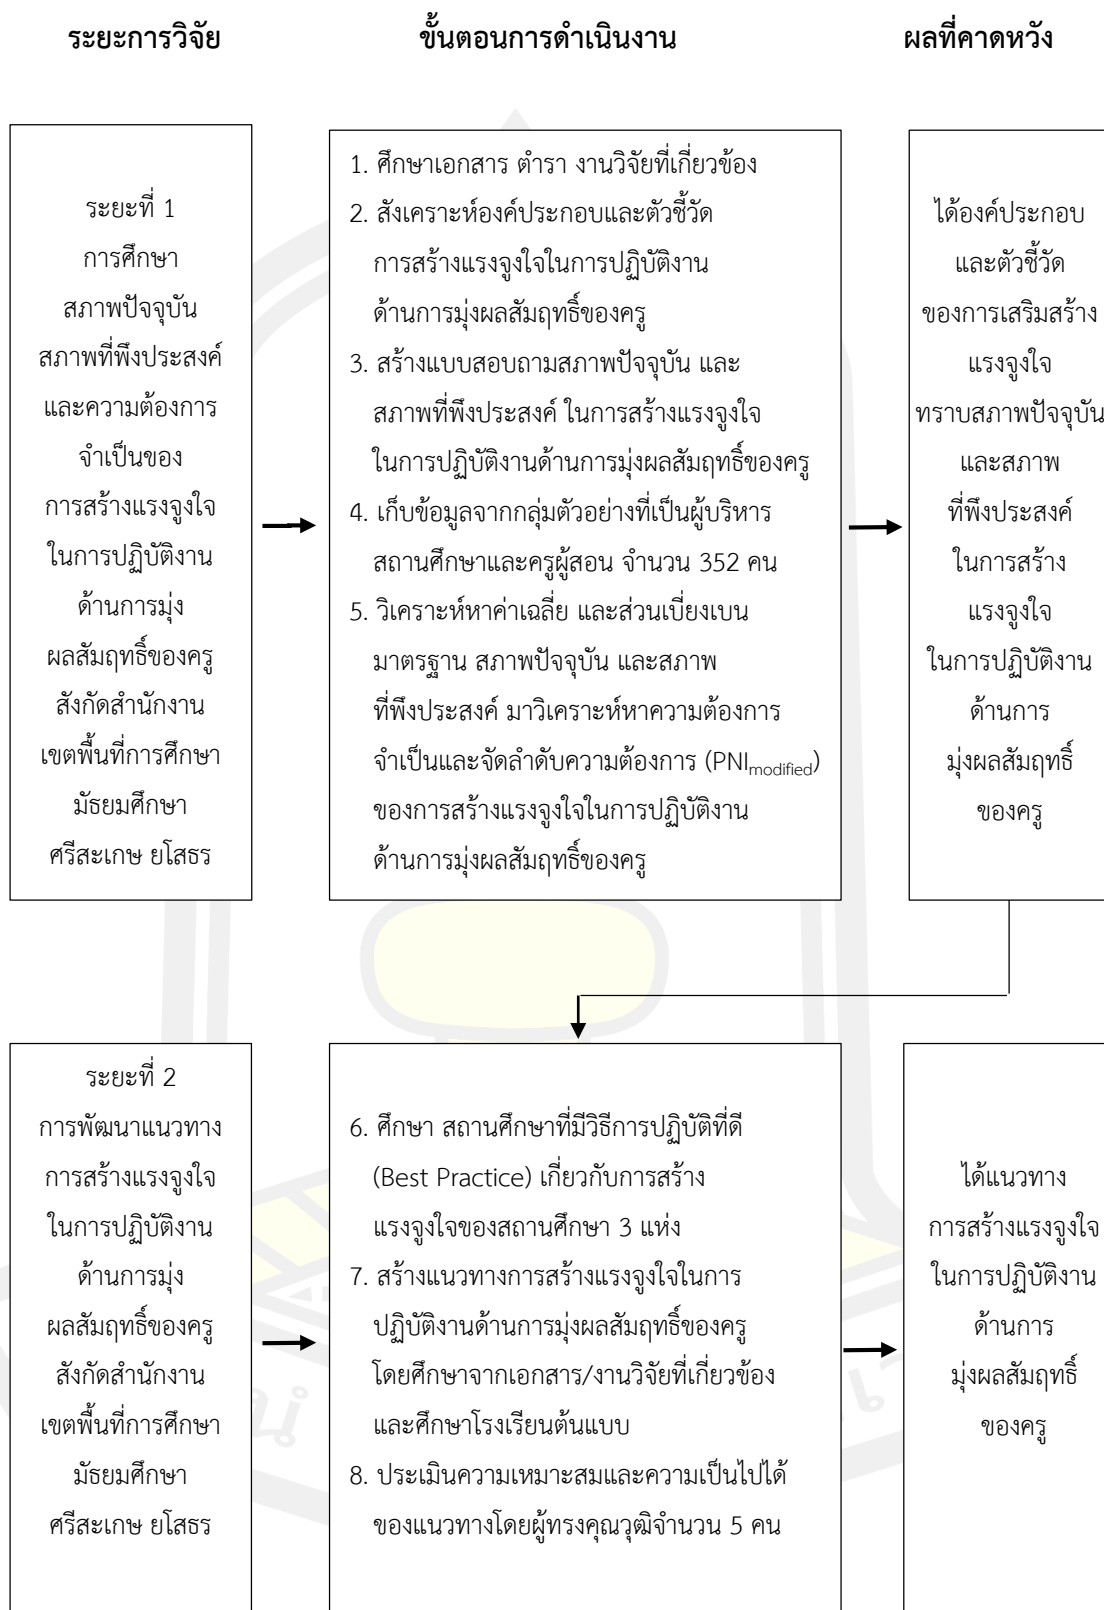 ระยะการวิจัย
ขั้นตอนการดำเนินงาน
ผลที่คาดหวัง
ระยะที่ 1
การศึกษา
สภาพปัจจุบัน
สภาพที่พึงประสงค์
และความต้องการ
จำเป็นของ
การสร้างแรงจูงใจ
ในการปฏิบัติงาน
ด้านการมุ่ง
ผลสัมฤทธิ์ของครู
สังกัดสำนักงาน
เขตพื้นที่การศึกษา
มัธยมศึกษา
ศรีสะเกษ ยโสธร
1. ศึกษาเอกสาร ตำรา งานวิจัยที่เกี่ยวข้อง
2. สังเคราะห์องค์ประกอบและตัวชี้วัด
การสร้างแรงจูงใจในการปฏิบัติงาน
ด้านการมุ่งผลสัมฤทธิ์ของครู
3. สร้างแบบสอบถามสภาพปัจจุบัน และ
สภาพที่พึงประสงค์ ในการสร้างแรงจูงใจ
ในการปฏิบัติงานด้านการมุ่งผลสัมฤทธิ์ของครู
4. เก็บข้อมูลจากกลุ่มตัวอย่างที่เป็นผู้บริหาร
สถานศึกษาและครูผู้สอน จำนวน 352 คน
5. วิเคราะห์หาค่าเฉลี่ย และส่วนเบี่ยงเบน
มาตรฐาน สภาพปัจจุบัน และสภาพ
ที่พึงประสงค์ มาวิเคราะห์หาความต้องการ
จำเป็นและจัดลำดับความต้องการ (PNImodified)
ของการสร้างแรงจูงใจในการปฏิบัติงาน
ด้านการมุ่งผลสัมฤทธิ์ของครู
ได้องค์ประกอบ
และตัวชี้วัด
ของการเสริมสร้าง
แรงจูงใจ
ทราบสภาพปัจจุบัน
และสภาพ
ที่พึงประสงค์
ในการสร้าง
แรงจูงใจ
ในการปฏิบัติงาน
ด้านการ
มุ่งผลสัมฤทธิ์
ของครู
ระยะที่ 2
การพัฒนาแนวทาง
การสร้างแรงจูงใจ
ในการปฏิบัติงาน
ด้านการมุ่ง
ผลสัมฤทธิ์ของครู
สังกัดสำนักงาน
เขตพื้นที่การศึกษา
มัธยมศึกษา
ศรีสะเกษ ยโสธร
6. ศึกษา สถานศึกษาที่มีวิธีการปฏิบัติที่ดี
(Best Practice) เกี่ยวกับการสร้าง
แรงจูงใจของสถานศึกษา 3 แห่ง
7. สร้างแนวทางการสร้างแรงจูงใจในการ
ปฏิบัติงานด้านการมุ่งผลสัมฤทธิ์ของครู
โดยศึกษาจากเอกสาร/งานวิจัยที่เกี่ยวข้อง
และศึกษาโรงเรียนต้นแบบ
8. ประเมินความเหมาะสมและความเป็นไปได้
ของแนวทางโดยผู้ทรงคุณวุฒิจำนวน 5 คน
ได้แนวทาง
การสร้างแรงจูงใจ
ในการปฏิบัติงาน
ด้านการ
มุ่งผลสัมฤทธิ์
ของครู